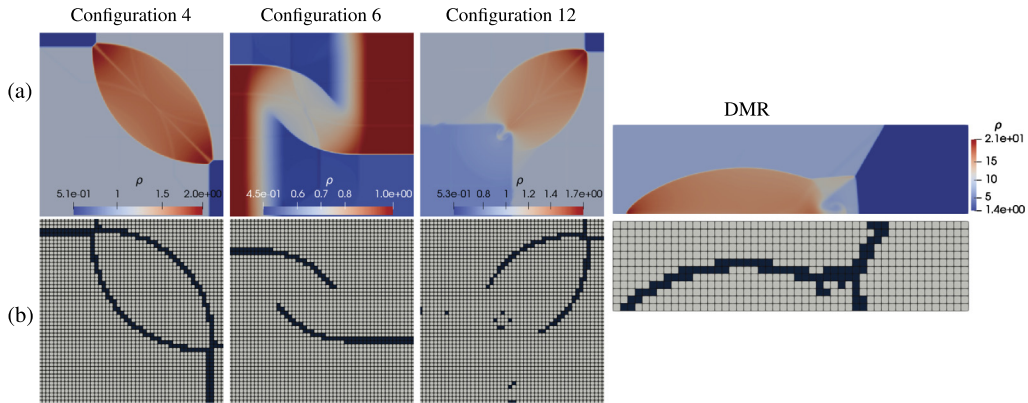 Configuration 4 Configuration 6 Configuration 12
(a)
DMR
ρ
2.1e+01
15
10
5
1.4e+00
ρ
5.1e-01 1 1.5 2.0e+00
ρ
4.5e-01 0.6 0.7 0.8 1.0e+00
ρ
5.3e-01 0.8 1 1.2 1.4 1.7e+00
(b)